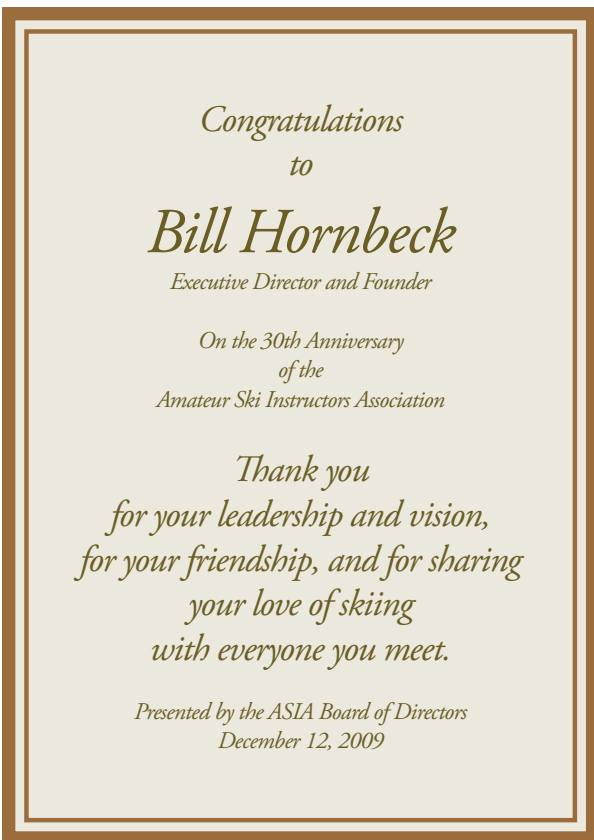 Congratulations
to
Bill Hornbeck
Executive Director and Founder
On the 30th Anniversary
of the
Amateur Ski Instructors Association
Thank you
for your leadership and vision,
for your friendship, and for sharing
your love of skiing
with everyone you meet.
Presented by the ASIA Board of Directors
December 12, 2009